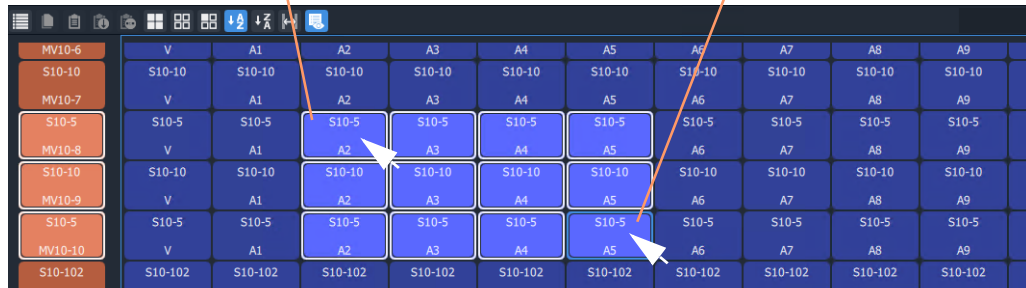 MV10-6 V A1 A2 A3 A4 A5 A6 A7 A8 A9
S10-10 S10-10 S10-10 S10-10 S10-10 S10-10 S10-10 S10-10 S10-10 S10-10 S10-10
MV10-7 V A1 A2 A3 A4 A5 A6 A7 A8 A9
S10-5 S10-5 S10-5 S10-5 S10-5 S10-5 S10-5 S10-5 S10-5 S10-5 S10-5
MV10-8 V A1 A2 A3 A4 A5 A6 A7 A8 A9
S10-10 S10-10 S10-10 S10-10 S10-10 S10-10 S10-10 S10-10 S10-10 S10-10 S10-10
MV10-9 V A1 A2 A3 A4 A5 A6 A7 A8 A9
S10-5 S10-5 S10-5 S10-5 S10-5 S10-5 S10-5 S10-5 S10-5 S10-5 S10-5
MV10-10 V A1 A2 A3 A4 A5 A6 A7 A8 A9
S10-102 S10-102 S10-102 S10-102 S10-102 S10-102 S10-102 S10-102 S10-102 S10-102 S10-102